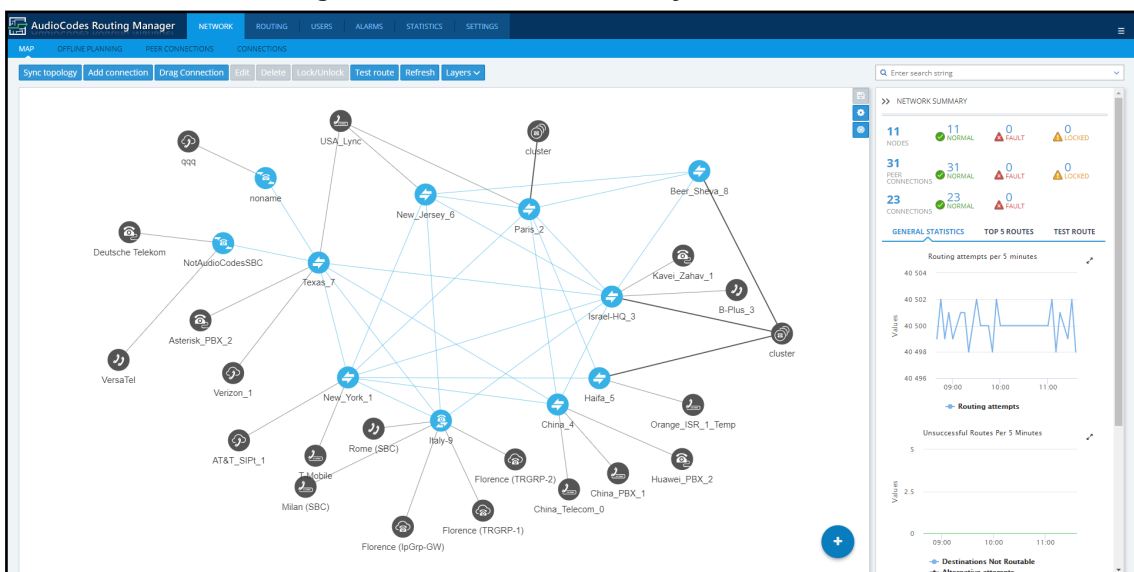 AudioCodes Routing Manager
NETWORK ROUTING USERS ALARMS STATISTICS SETTINGS
MAP OFFLINE PLANNING PEER CONNECTIONS CONNECTIONS
Sync topology Add connection Drag Connection Edit Delete Lock/Unlock Test route Refresh Layers
Enter search string
USA_Lync
cluster
qqq
noname
Beer_Sheva_8
New_Jersey_6
Paris_2
Deutsche Telekom
NotAudioCodesSBC
Texas_7
Kavei_Zahav_1
Israel-HQ_3
B-Plus_3
Asterisk_PBX_2
cluster
VersaTel
Verizon_1
New_York_1
Haifa_5
China_4
Orange_ISR_1_Temp
Italy-9
Rome (SBC)
AT&T_SIPt_1
T-Mobile
Florence (TRGRP-2)
Huawei_PBX_2
China_PBX_1
Milan (SBC)
China_Telecom_0
Florence (TRGRP-1)
Florence (IpGrp-GW)
+
NETWORK SUMMARY
11 NODES
11 NORMAL
0 FAULT
0 LOCKED
31 PEER CONNECTIONS
31 NORMAL
0 FAULT
0 LOCKED
23 CONNECTIONS
23 NORMAL
0 FAULT
GENERAL STATISTICS TOP 5 ROUTES TEST ROUTE
Routing attempts per 5 minutes
40 504
40 502
40 500
40 498
40 496
Values
09:00 10:00 11:00
Routing attempts
Unsuccessful Routes Per 5 Minutes
5
2.5
0
Values
09:00 10:00 11:00
Destinations Not Routable
Alternative attempts